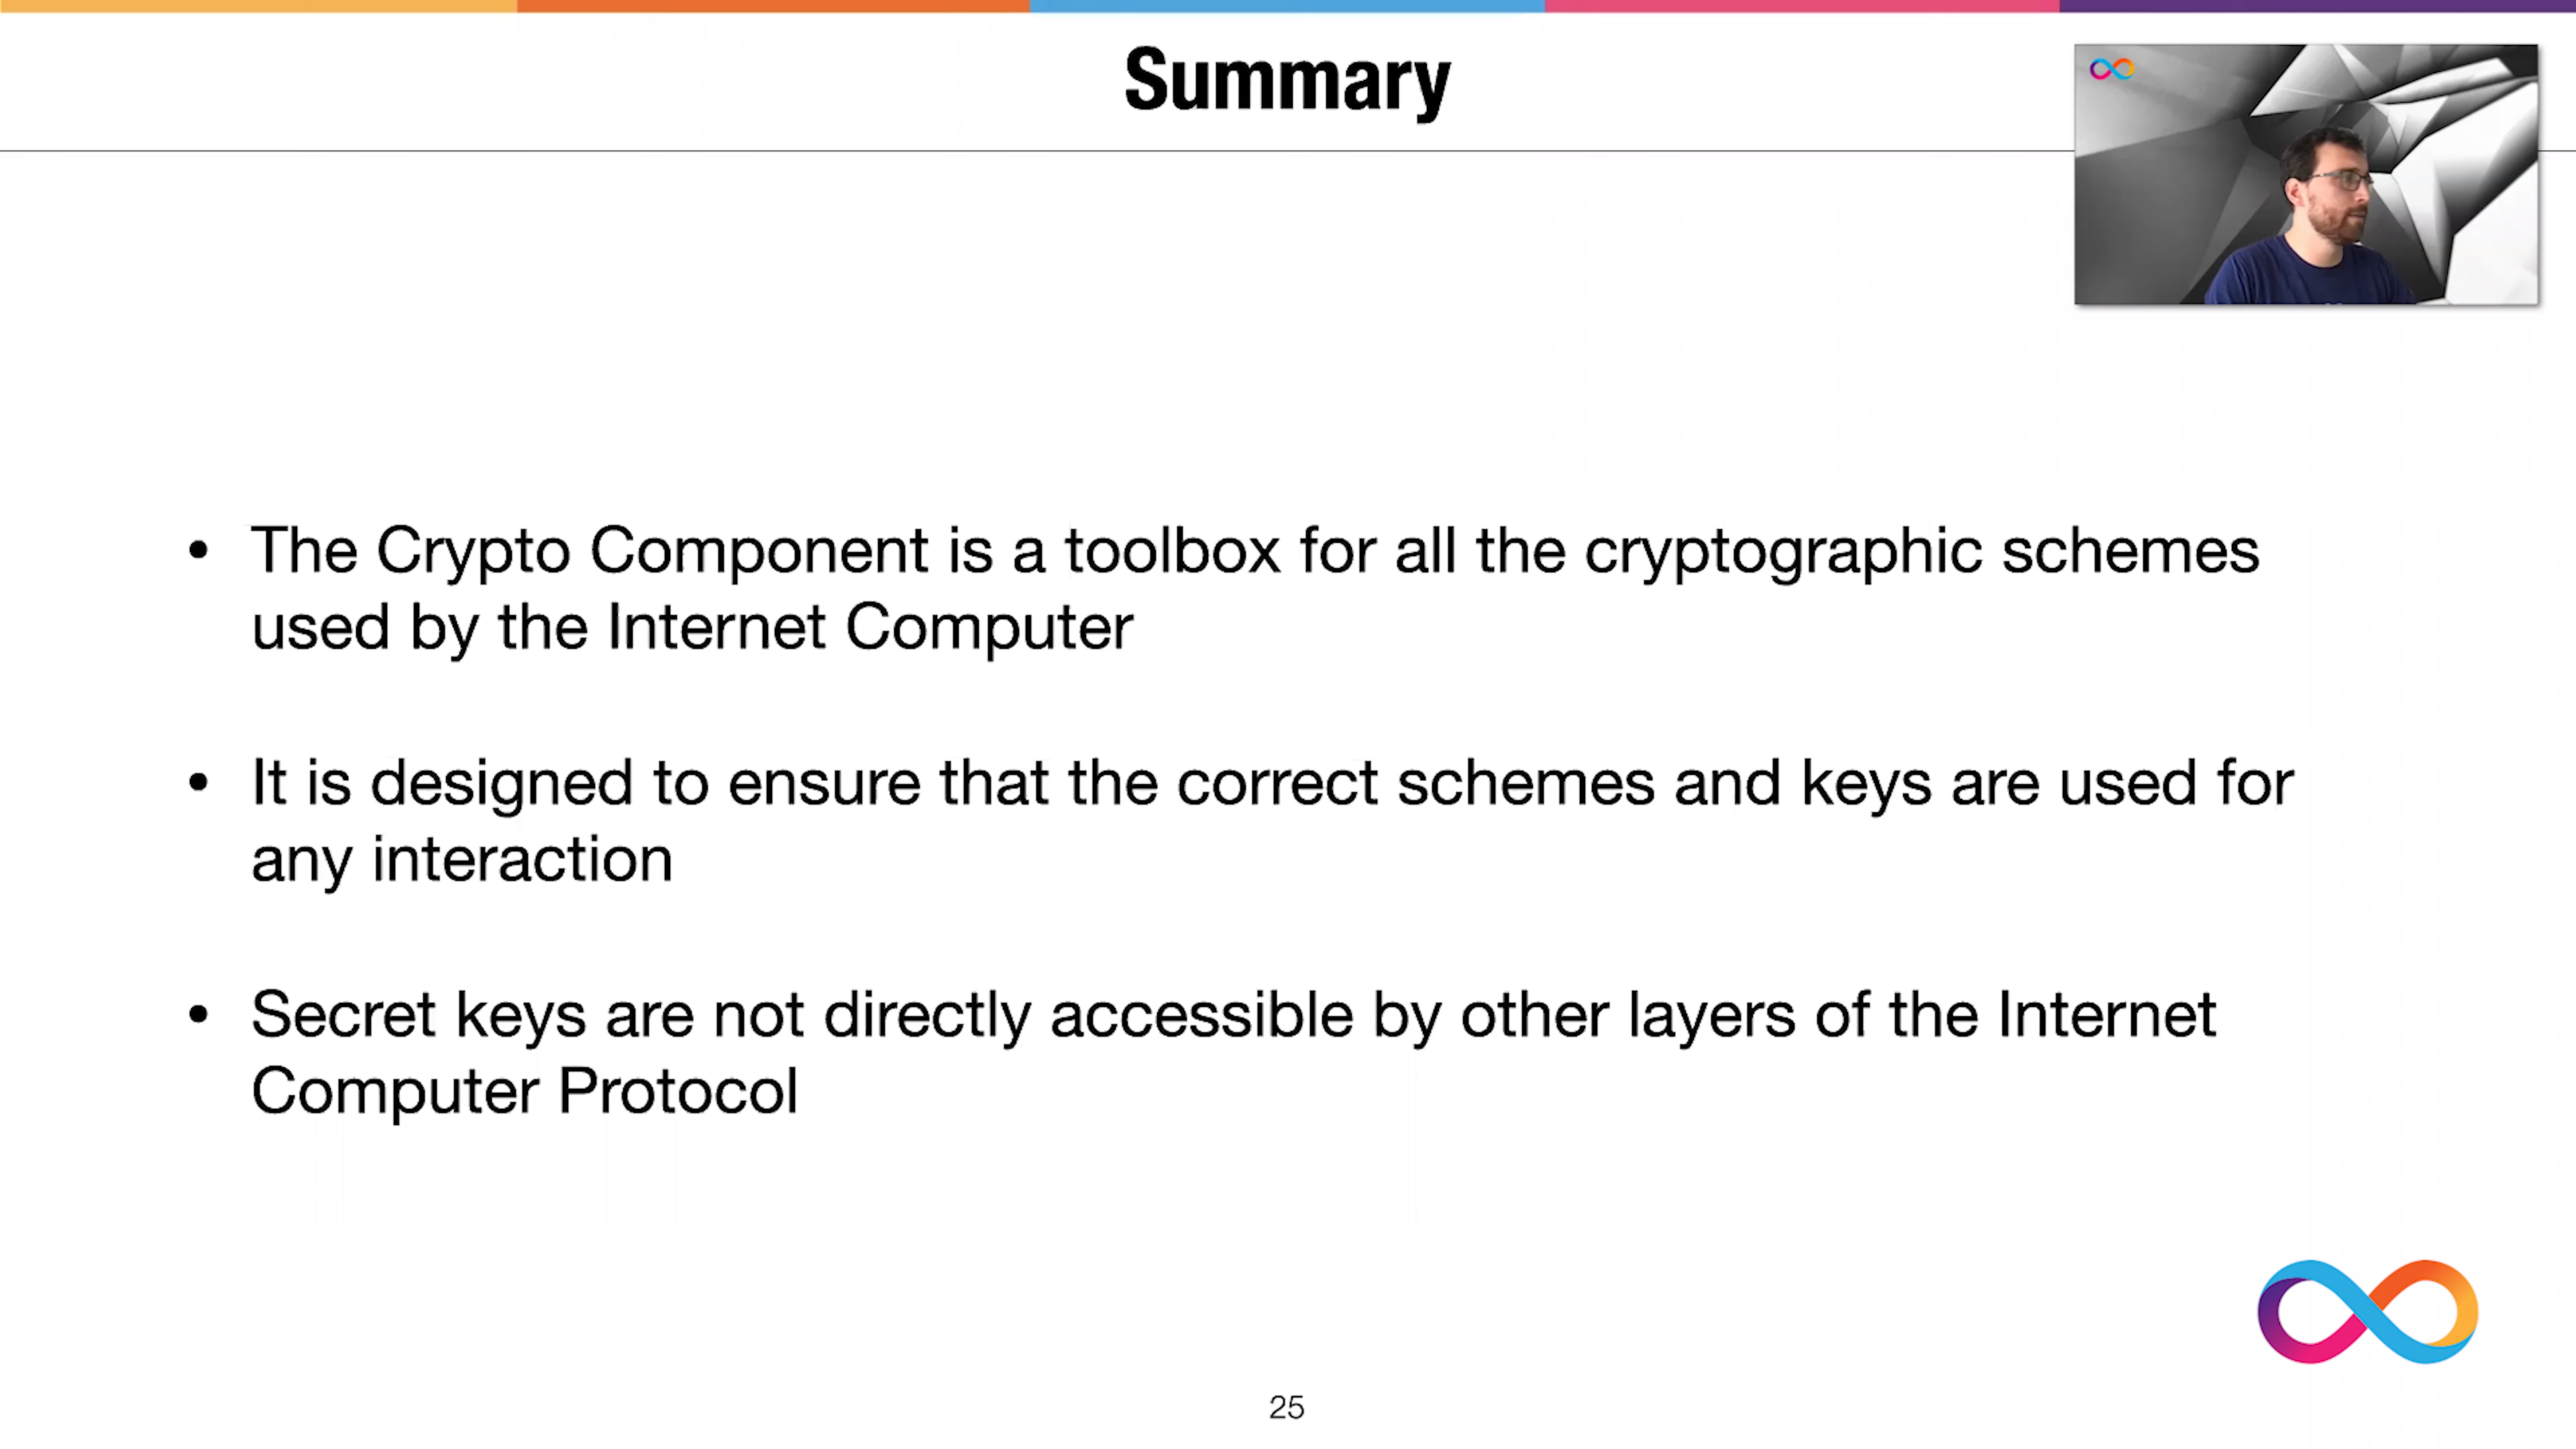 Summary
• The Crypto Component is a toolbox for all the cryptographic schemes
used by the Internet Computer
• It is designed to ensure that the correct schemes and keys are used for
any interaction
• Secret keys are not directly accessible by other layers of the Internet
Computer Protocol
25